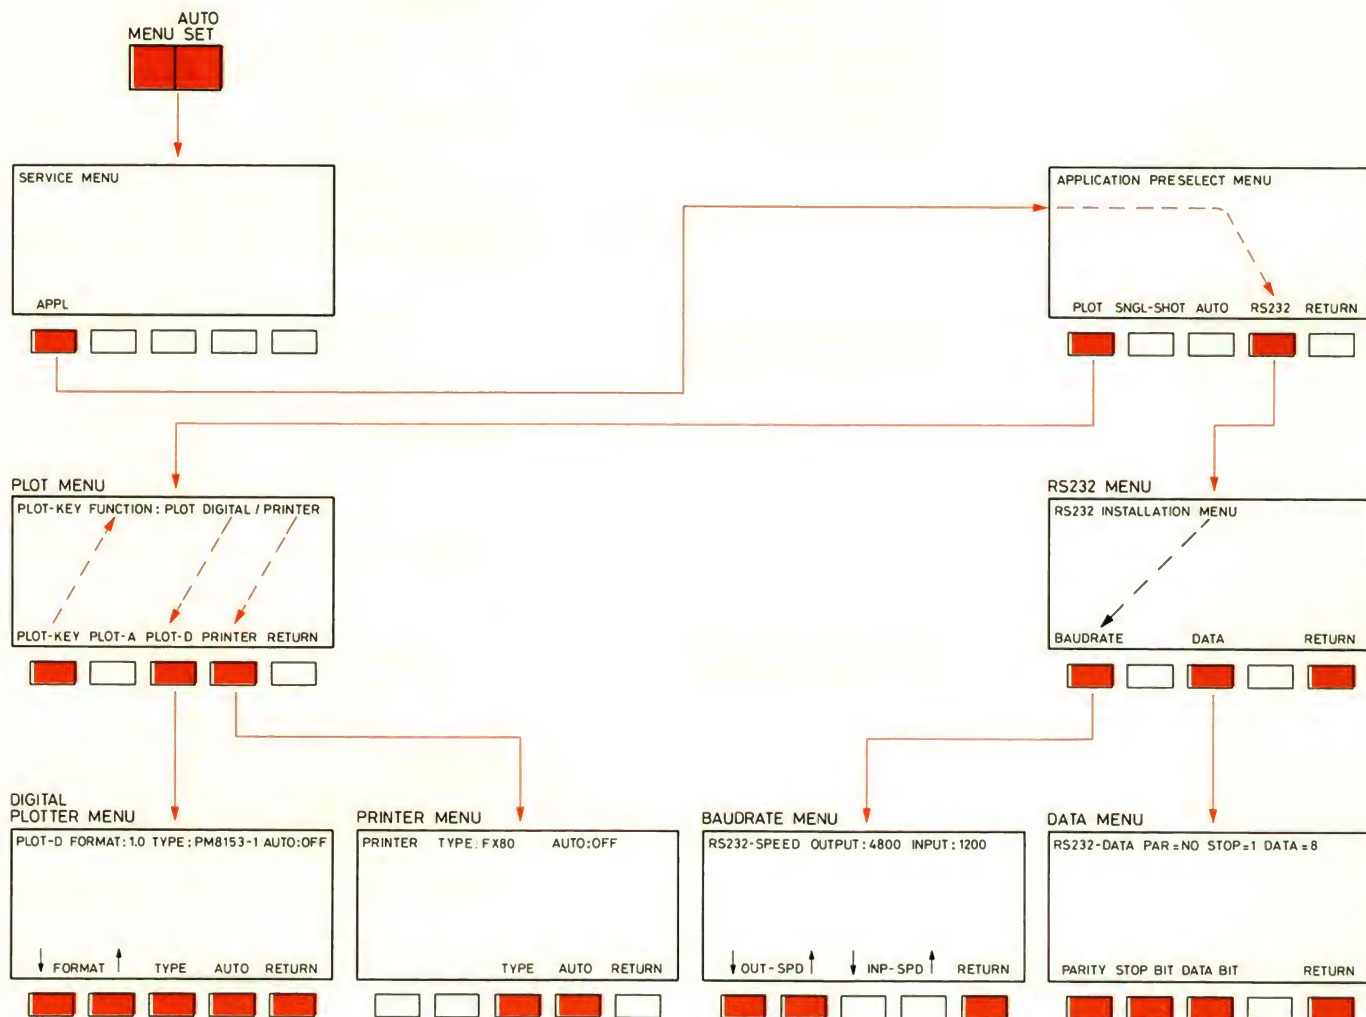 AUTO
MENU SET
SERVICE MENU
APPL
APPLICATION PRESELECT MENU
PLOT SNGL-SHOT AUTO RS232 RETURN
PLOT MENU
PLOT-KEY FUNCTION: PLOT DIGITAL / PRINTER
PLOT-KEY PLOT-A PLOT-D PRINTER RETURN
RS232 MENU
RS232 INSTALLATION MENU
BAUDRATE DATA RETURN
DIGITAL
PLOTTER MENU
PLOT-D FORMAT:1.0 TYPE:PM8153-1 AUTO:OFF
FORMAT TYPE AUTO RETURN
PRINTER MENU
PRINTER TYPE:FX80 AUTO:OFF
TYPE AUTO RETURN
BAUDRATE MENU
RS232-SPEED OUTPUT:4800 INPUT:1200
OUT-SPD INP-SPD RETURN
DATA MENU
RS232-DATA PAR=NO STOP=1 DATA=8
PARITY STOP BIT DATA BIT RETURN